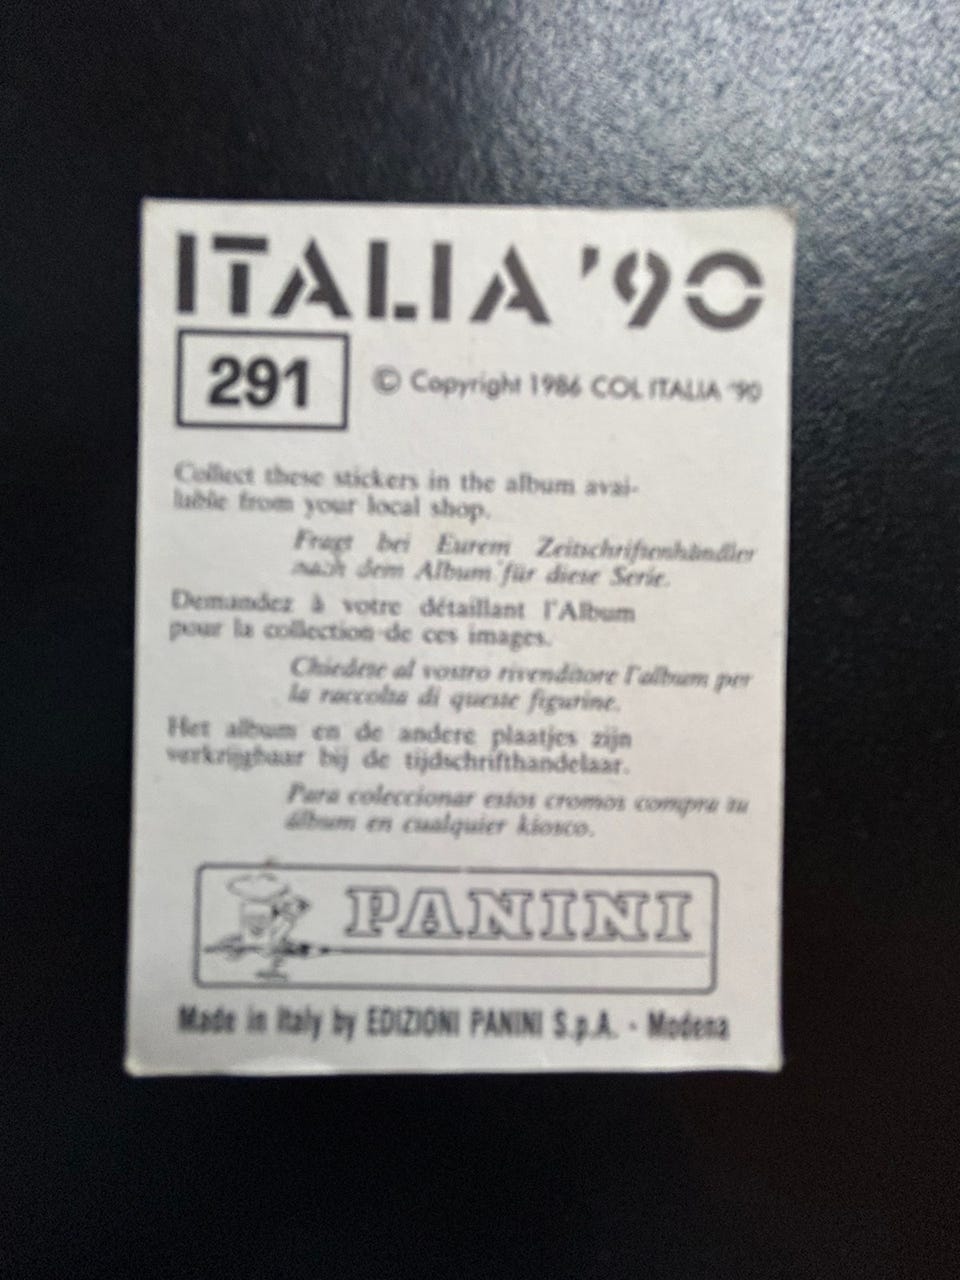 ITALIA '90
291
© Copyright 1986 COL ITALIA '90
Collect these stickers in the album avai-
lable from your local shop.
Fragt bei Eurem Zeitschriftenhändler
nach dem Album für diese Serie.
Demandez à votre détaillant l'Album
pour la collection de ces images.
Chiedete al vostro rivenditore l'album per
la raccolta di queste figurine.
Het album en de andere plaatjes zijn
verkrijgbaar bij de tijdschrifthandelaar.
Para coleccionar estos cromos compra tu
álbum en cualquier kiosco.
PANINI
Made in Italy by EDIZIONI PANINI S.p.A. - Modena